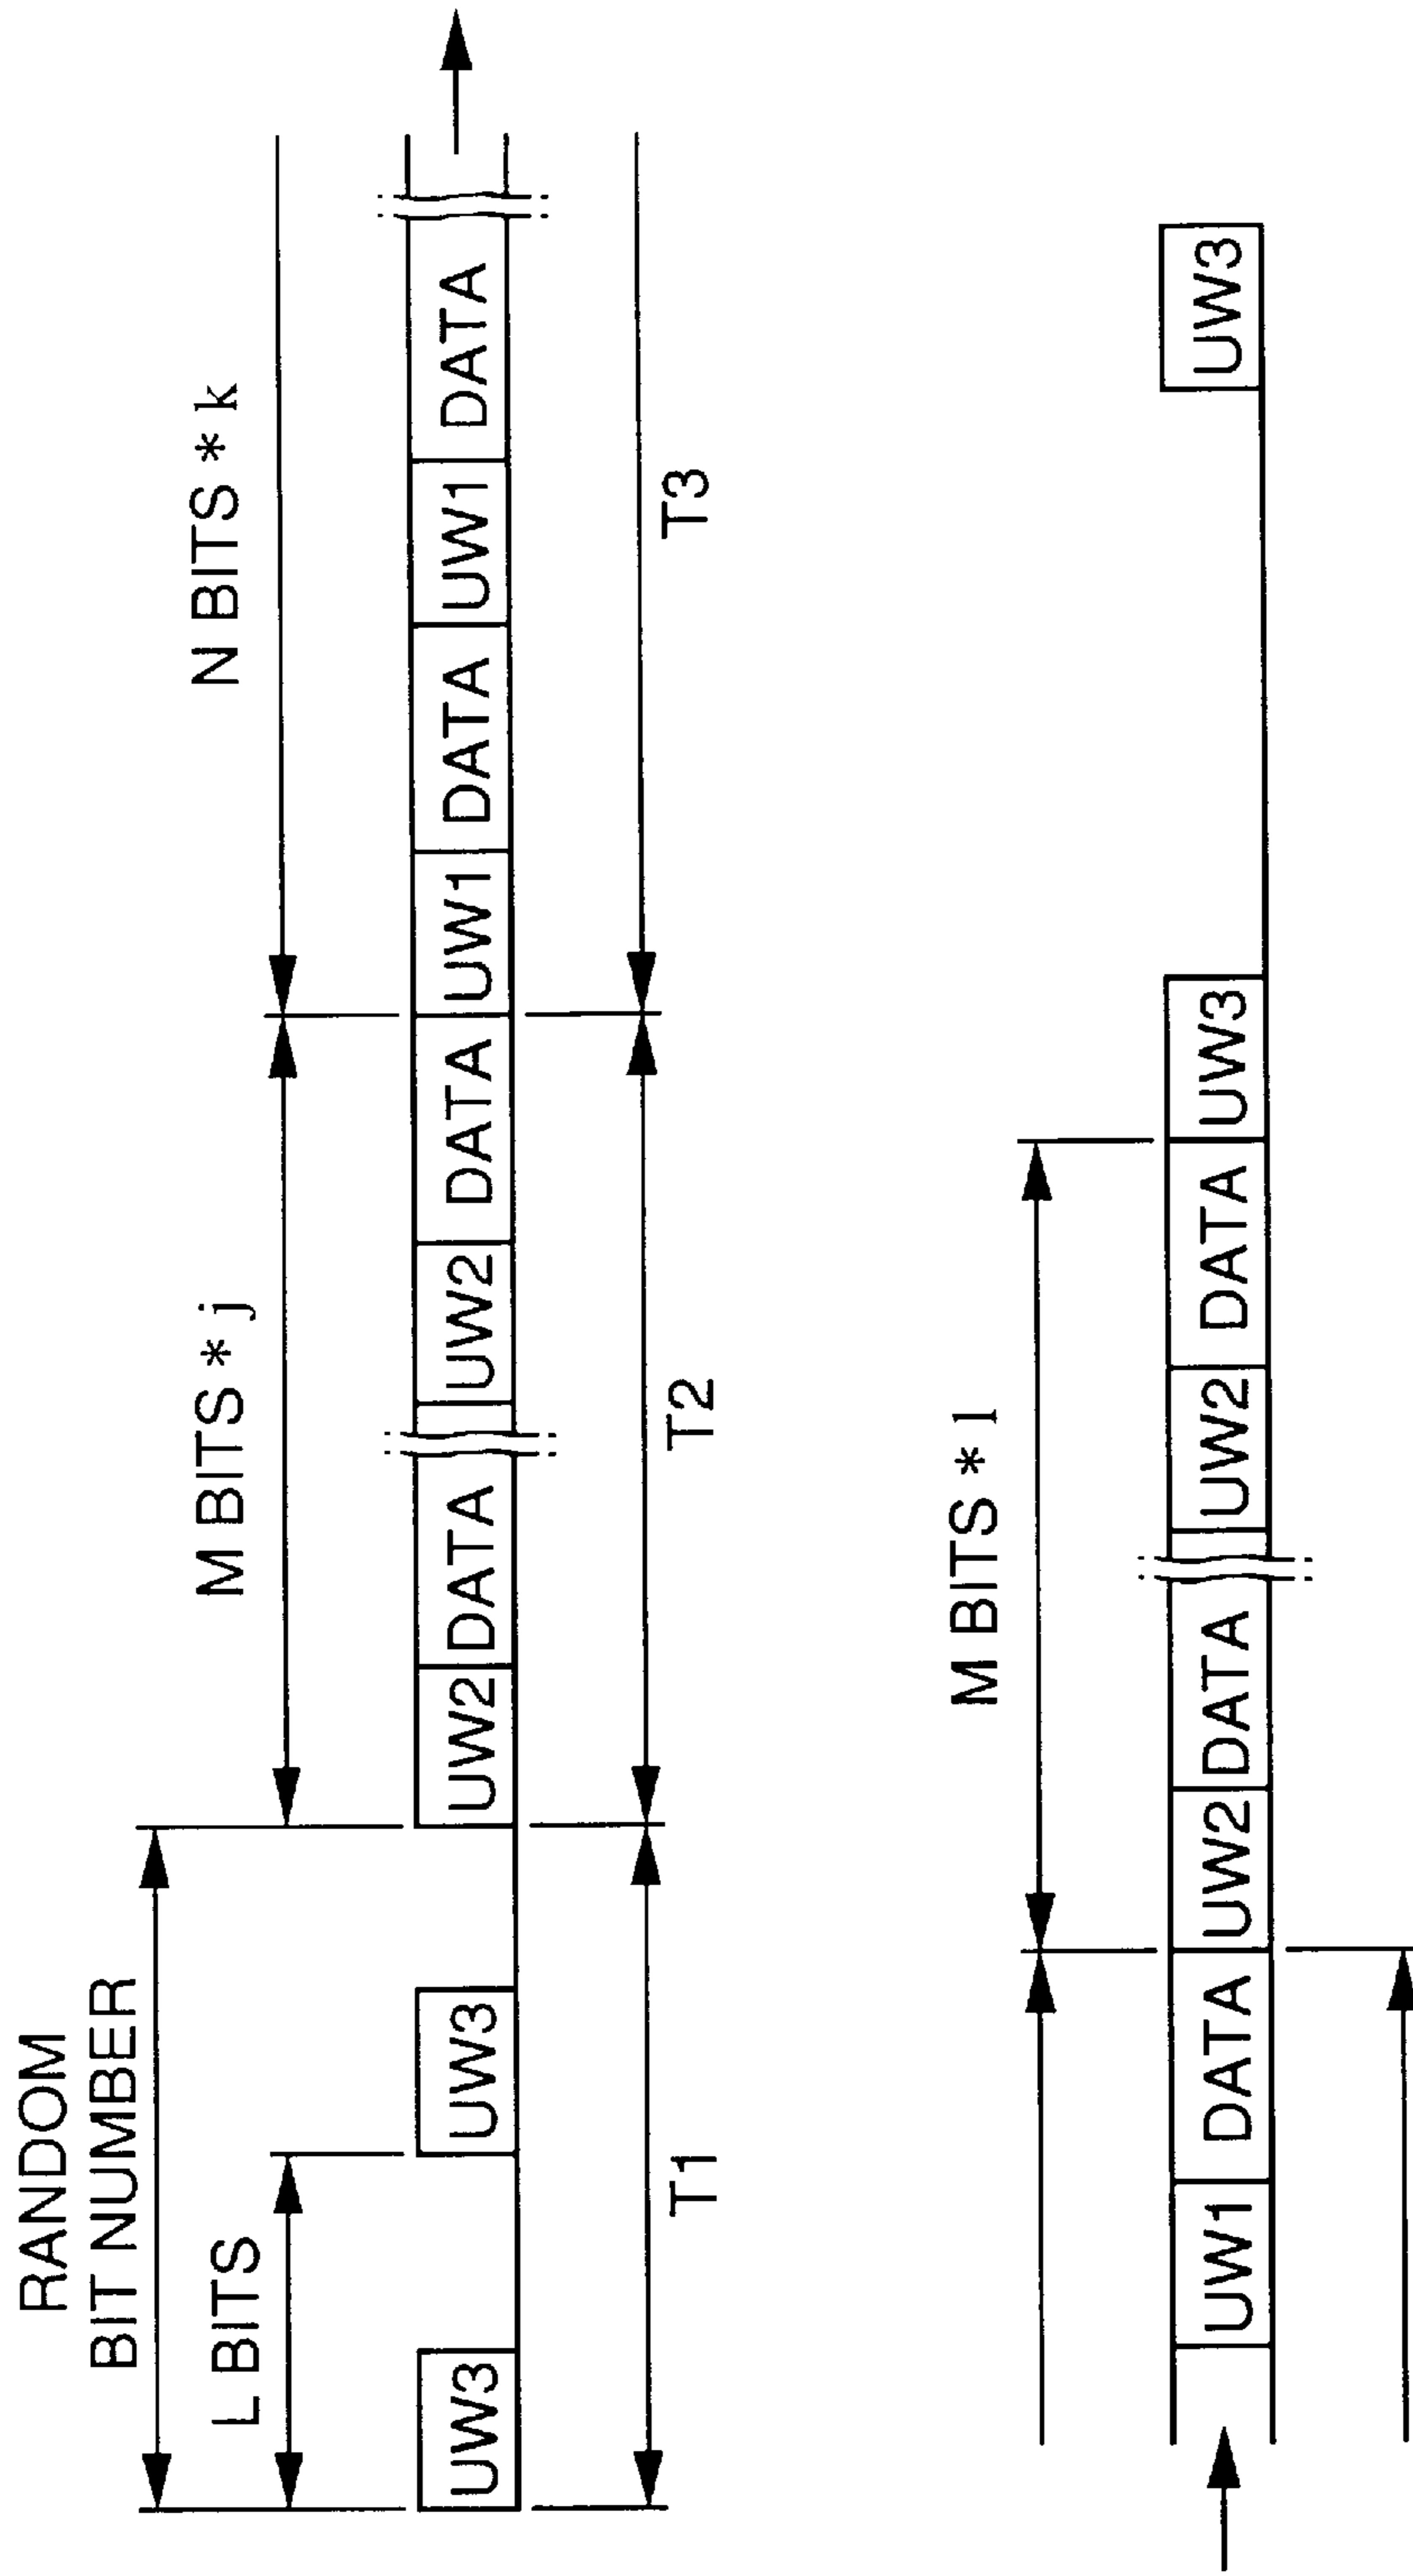 RANDOM
BIT NUMBER
L BITS
M BITS * j
N BITS * k
UW3
UW3
UW2 DATA
UW2 DATA
UW1 DATA
UW1 DATA
T1
T2
T3
M BITS * l
UW1 DATA
UW2 DATA
UW2 DATA
UW3
UW3